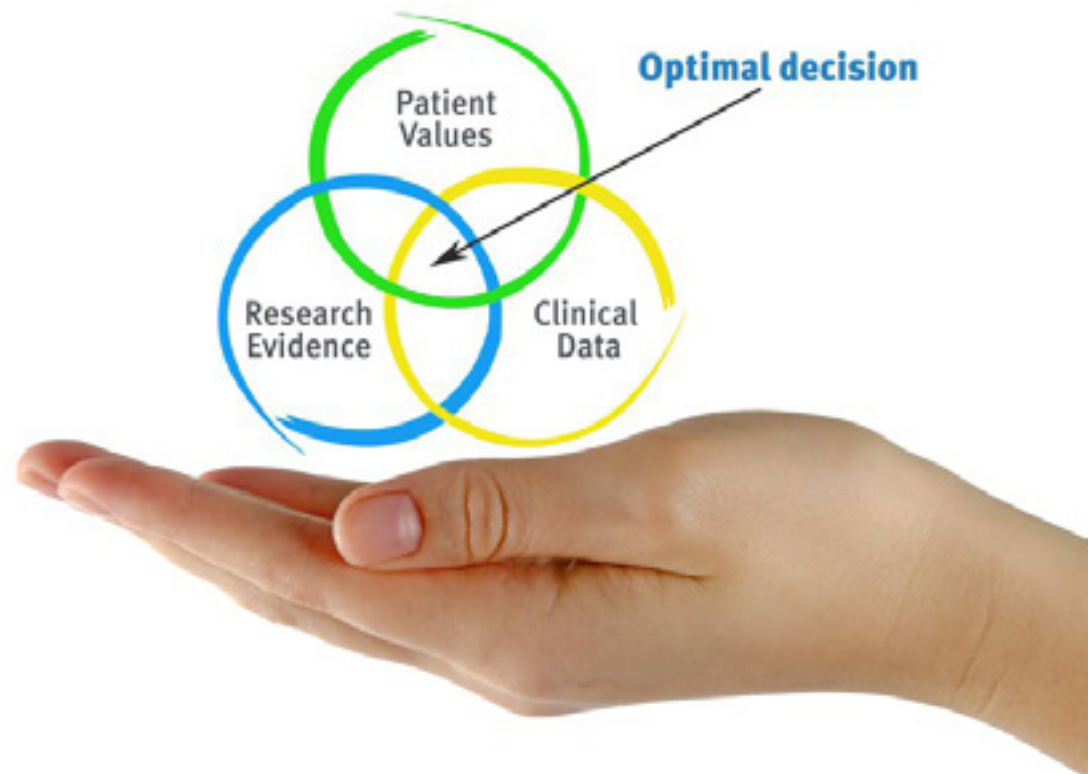 Optimal decision
Patient
Values
Research
Evidence
Clinical
Data